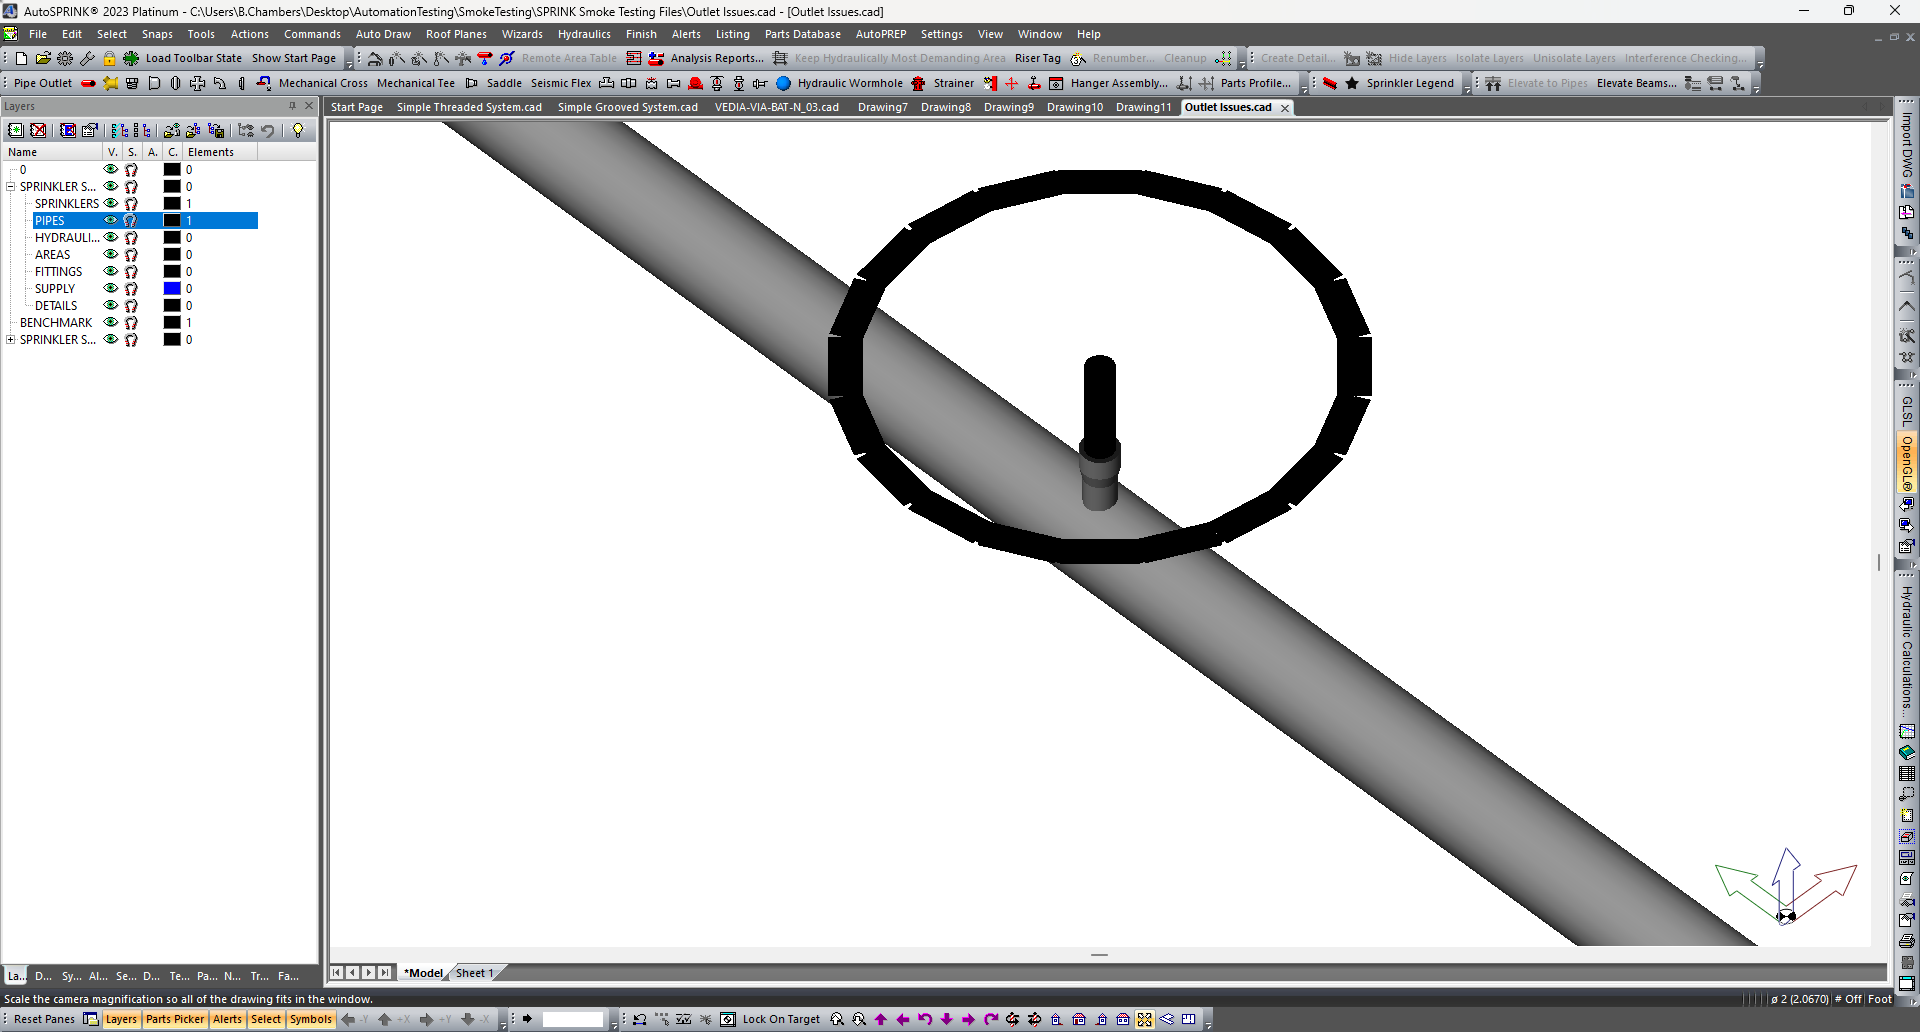 AutoSPRINK® 2023 Platinum - C:\Users\B.Chambers\Desktop\AutomationTesting\SmokeTesting\SPRINK Smoke Testing Files\Outlet Issues.cad - [Outlet Issues.cad]
File Edit Select Snaps Tools Actions Commands Auto Draw Roof Planes Wizards Hydraulics Finish Alerts Listing Parts Database AutoPREP Settings View Window Help
Load Toolbar State Show Start Page Remote Area Table Analysis Reports... Keep Hydraulically Most Demanding Area Riser Tag Renumber... Cleanup Create Detail... Hide Layers Isolate Layers Unisolate Layers Interference Checking...
Pipe Outlet Mechanical Cross Mechanical Tee Saddle Seismic Flex Hydraulic Wormhole Strainer Hanger Assembly... Parts Profile... Sprinkler Legend Elevate to Pipes Elevate Beams...
Layers
Start Page Simple Threaded System.cad Simple Grooved System.cad VEDIA-VIA-BAT-N_03.cad Drawing7 Drawing8 Drawing9 Drawing10 Drawing11 Outlet Issues.cad
Name V. S. A. C. Elements
0 0
SPRINKLER S... 0
SPRINKLERS 1
PIPES 1
HYDRAULI... 0
AREAS 0
FITTINGS 0
SUPPLY 0
DETAILS 0
BENCHMARK 1
SPRINKLER S... 0
Import DWG
GLSL
OpenGL®
Hydraulic Calculations...
La... D... Sy... Al... Se... D... Te... Pa... N... Tr... Fa...
*Model Sheet 1
Scale the camera magnification so all of the drawing fits in the window.
ø 2 (2.0670) # Off Foot
Reset Panes Layers Parts Picker Alerts Select Symbols -Y +X +Y -X Lock On Target